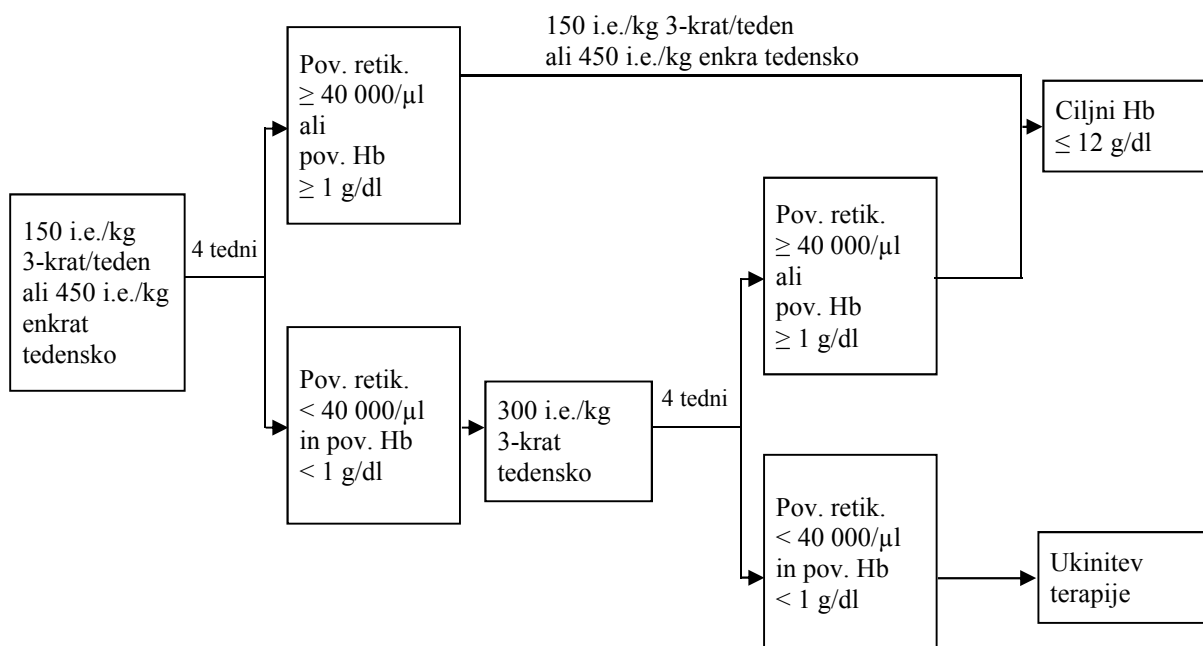 150 i.e./kg
3-krat/teden
ali 450 i.e./kg
enkrat
tedensko
4 tedni
Pov. retik.
≥ 40 000/µl
ali
pov. Hb
≥ 1 g/dl
150 i.e./kg 3-krat/teden
ali 450 i.e./kg enkra tedensko
Pov. retik.
< 40 000/µl
in pov. Hb
< 1 g/dl
300 i.e./kg
3-krat
tedensko
4 tedni
Pov. retik.
≥ 40 000/µl
ali
pov. Hb
≥ 1 g/dl
Ciljni Hb
≤ 12 g/dl
Pov. retik.
< 40 000/µl
in pov. Hb
< 1 g/dl
Ukinitev
terapije